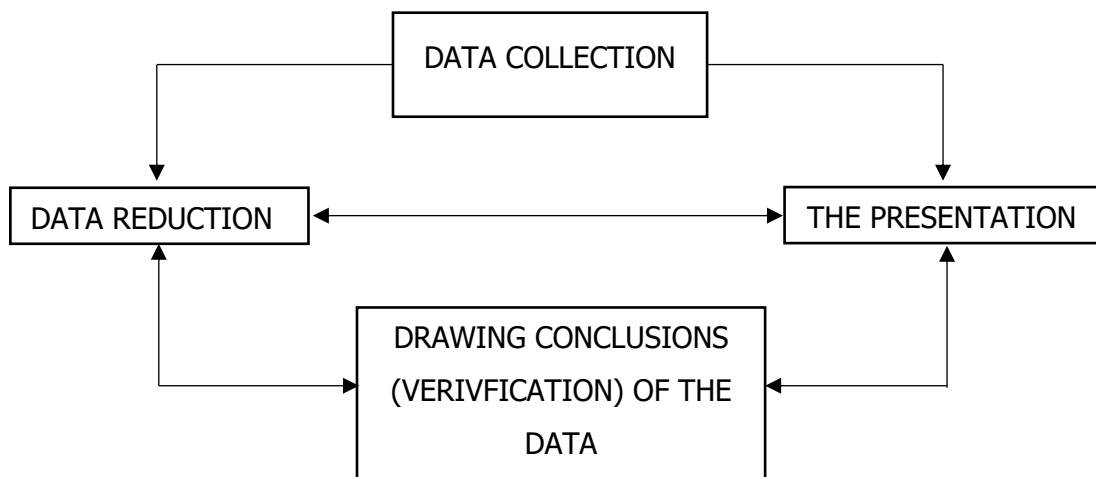 DATA COLLECTION
DATA REDUCTION
THE PRESENTATION
DRAWING CONCLUSIONS
(VERIVFICATION) OF THE
DATA